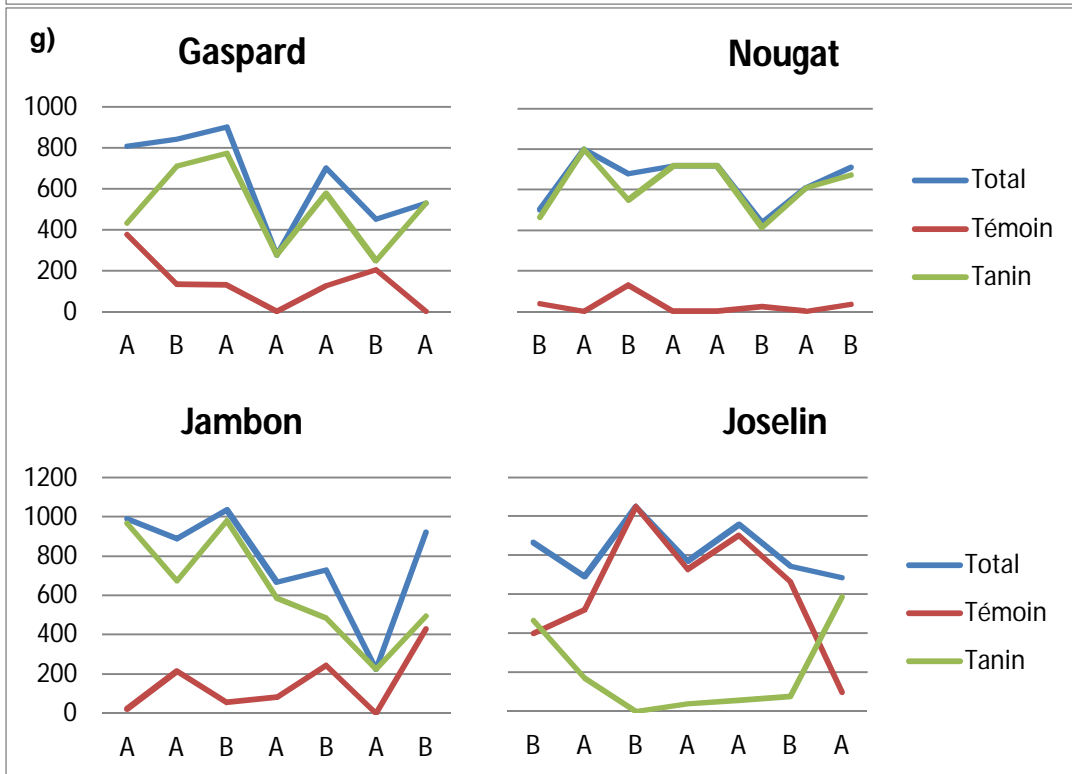 g)
Gaspard
Nougat
1000
800
600
400
200
0
A B A A A B A
B A B A A B A B
Total
Témoin
Tanin
Jambon
Joselin
1200
1000
800
600
400
200
0
A A B A B A B
B A B A A B A
Total
Témoin
Tanin